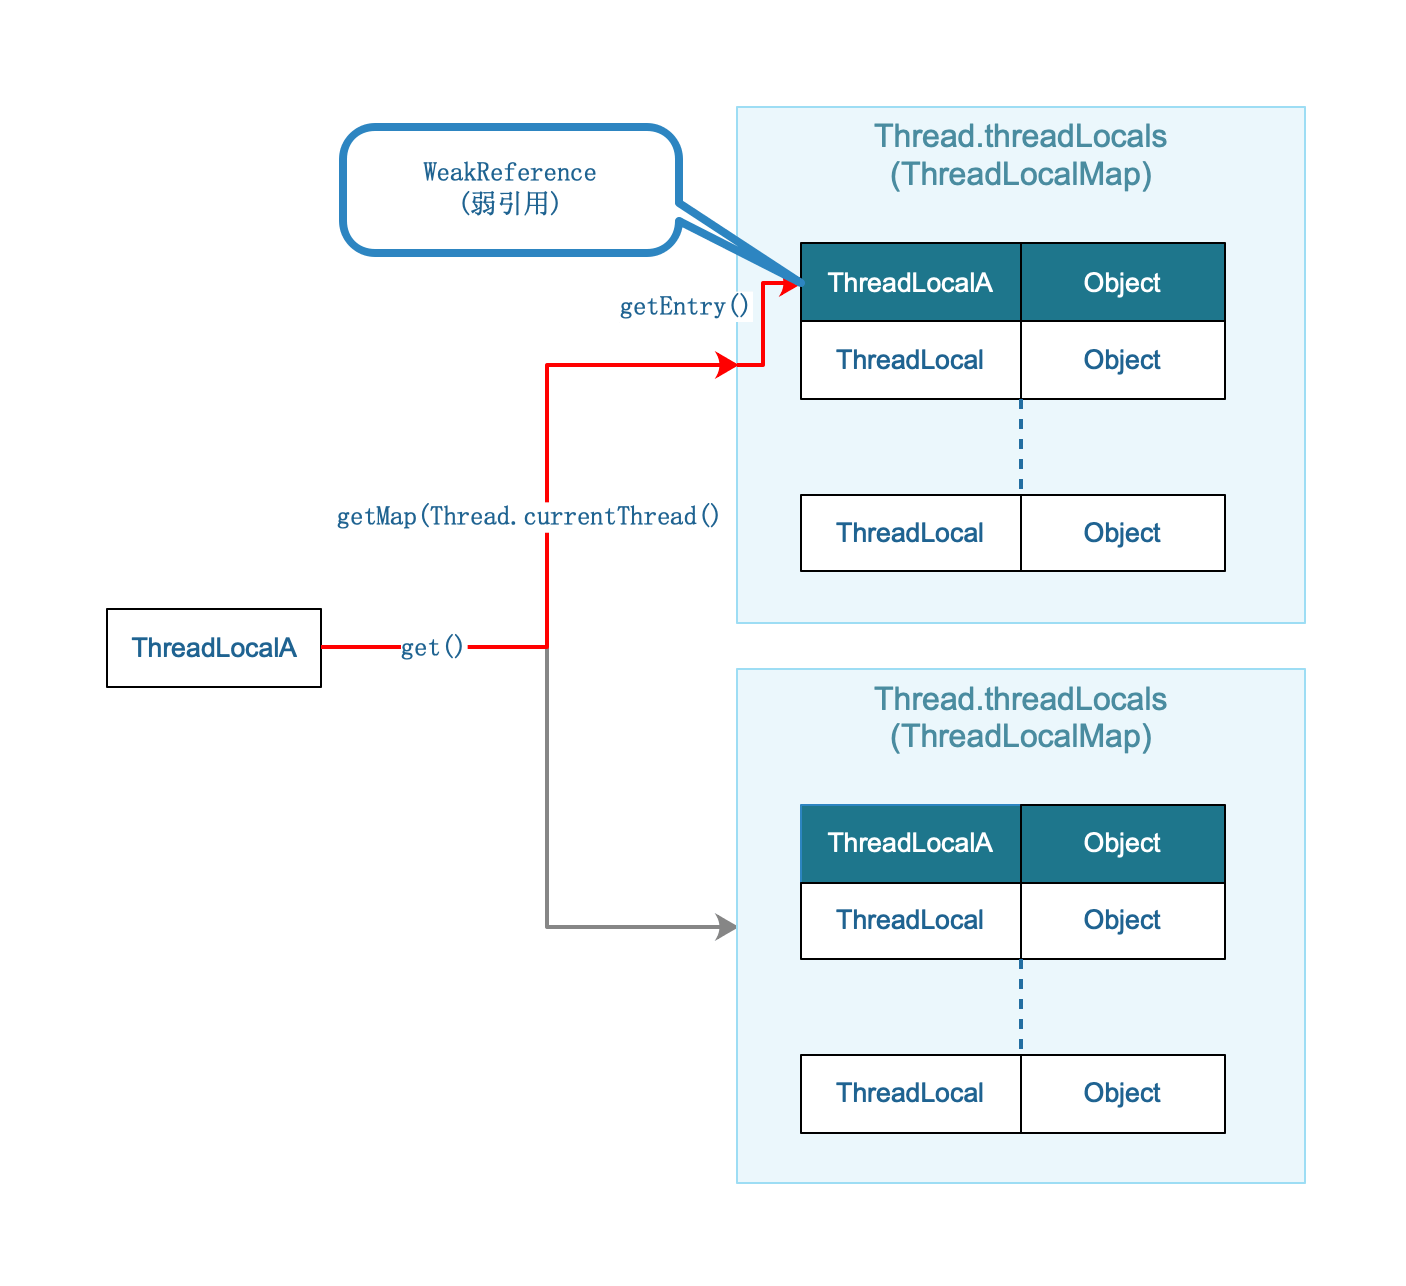 Thread.threadLocals
(ThreadLocalMap)
WeakReference
(弱引用)
ThreadLocalA Object
getEntry()
ThreadLocal Object
getMap(Thread.currentThread()
ThreadLocal Object
ThreadLocalA
get()
Thread.threadLocals
(ThreadLocalMap)
ThreadLocalA Object
ThreadLocal Object
ThreadLocal Object